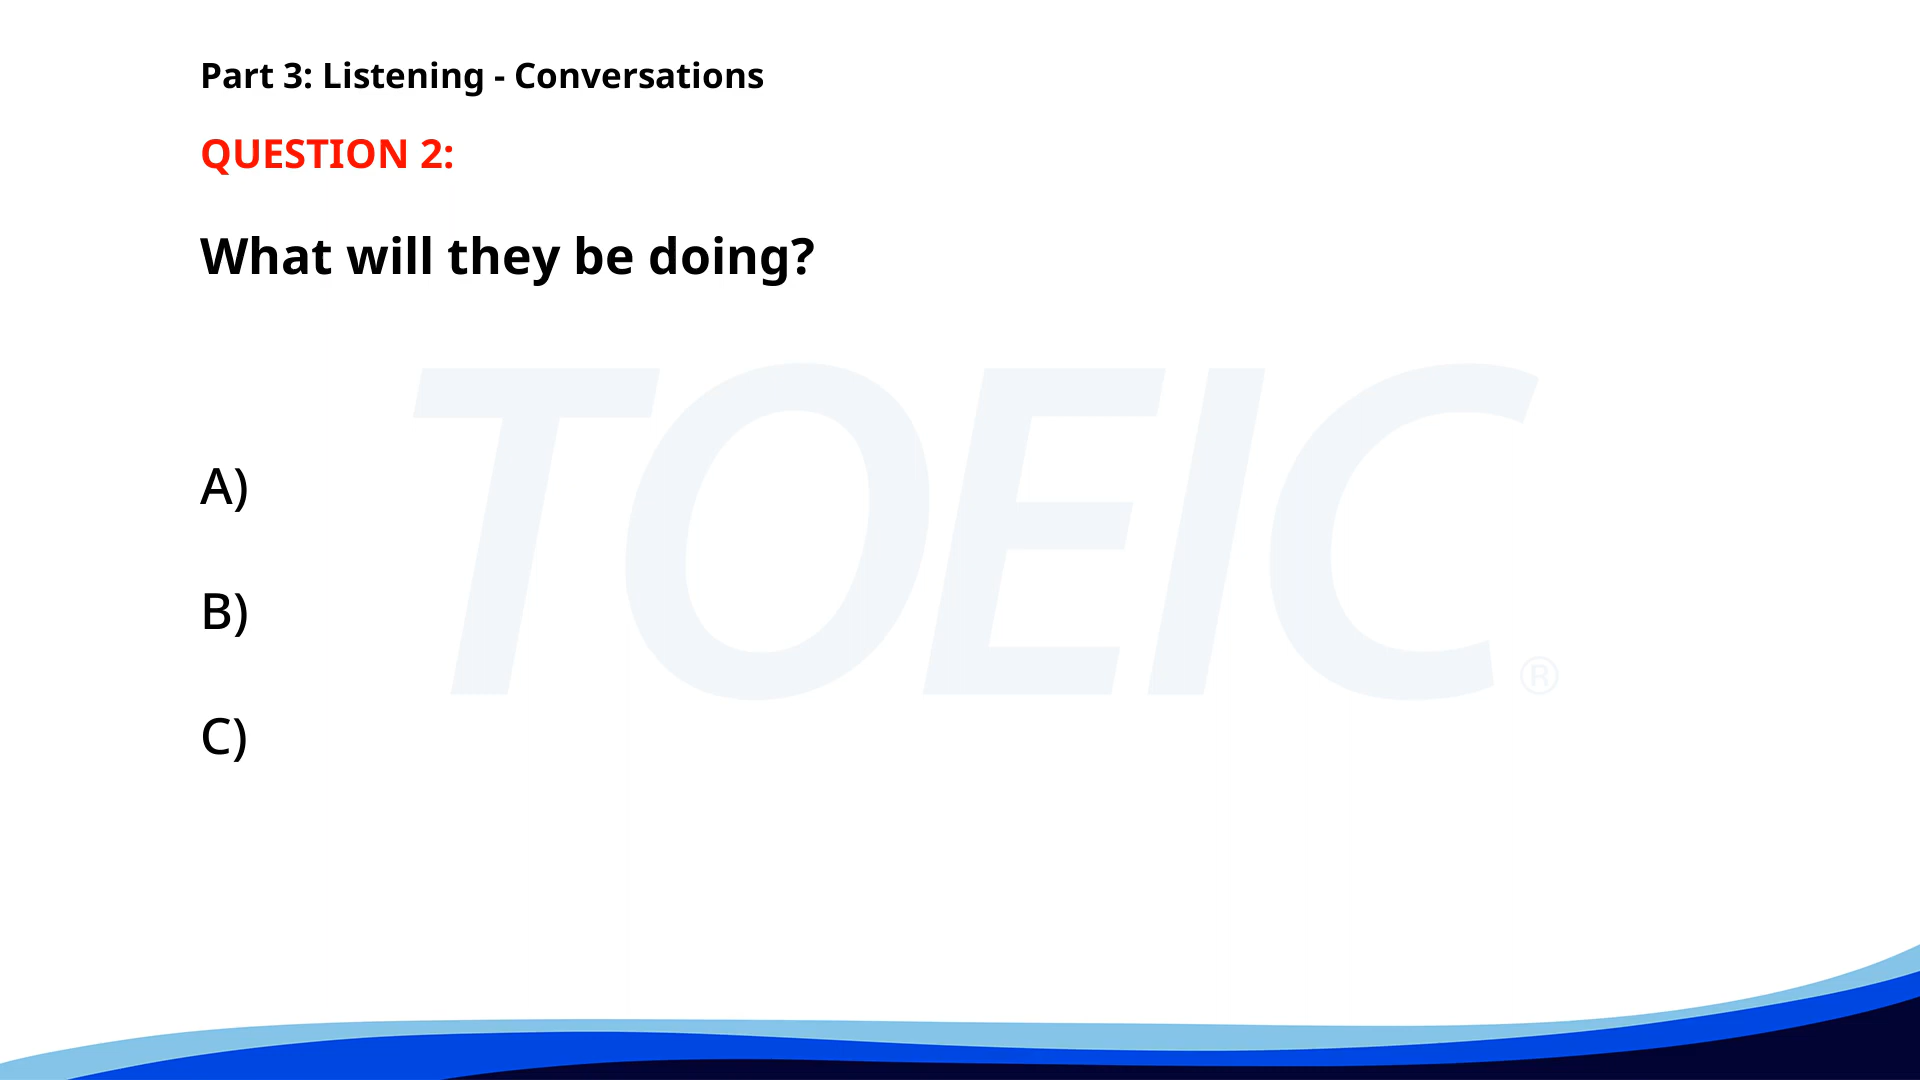 Part 3: Listening - Conversations
QUESTION 2:
What will they be doing?
TOEIC®
A)
B)
C)